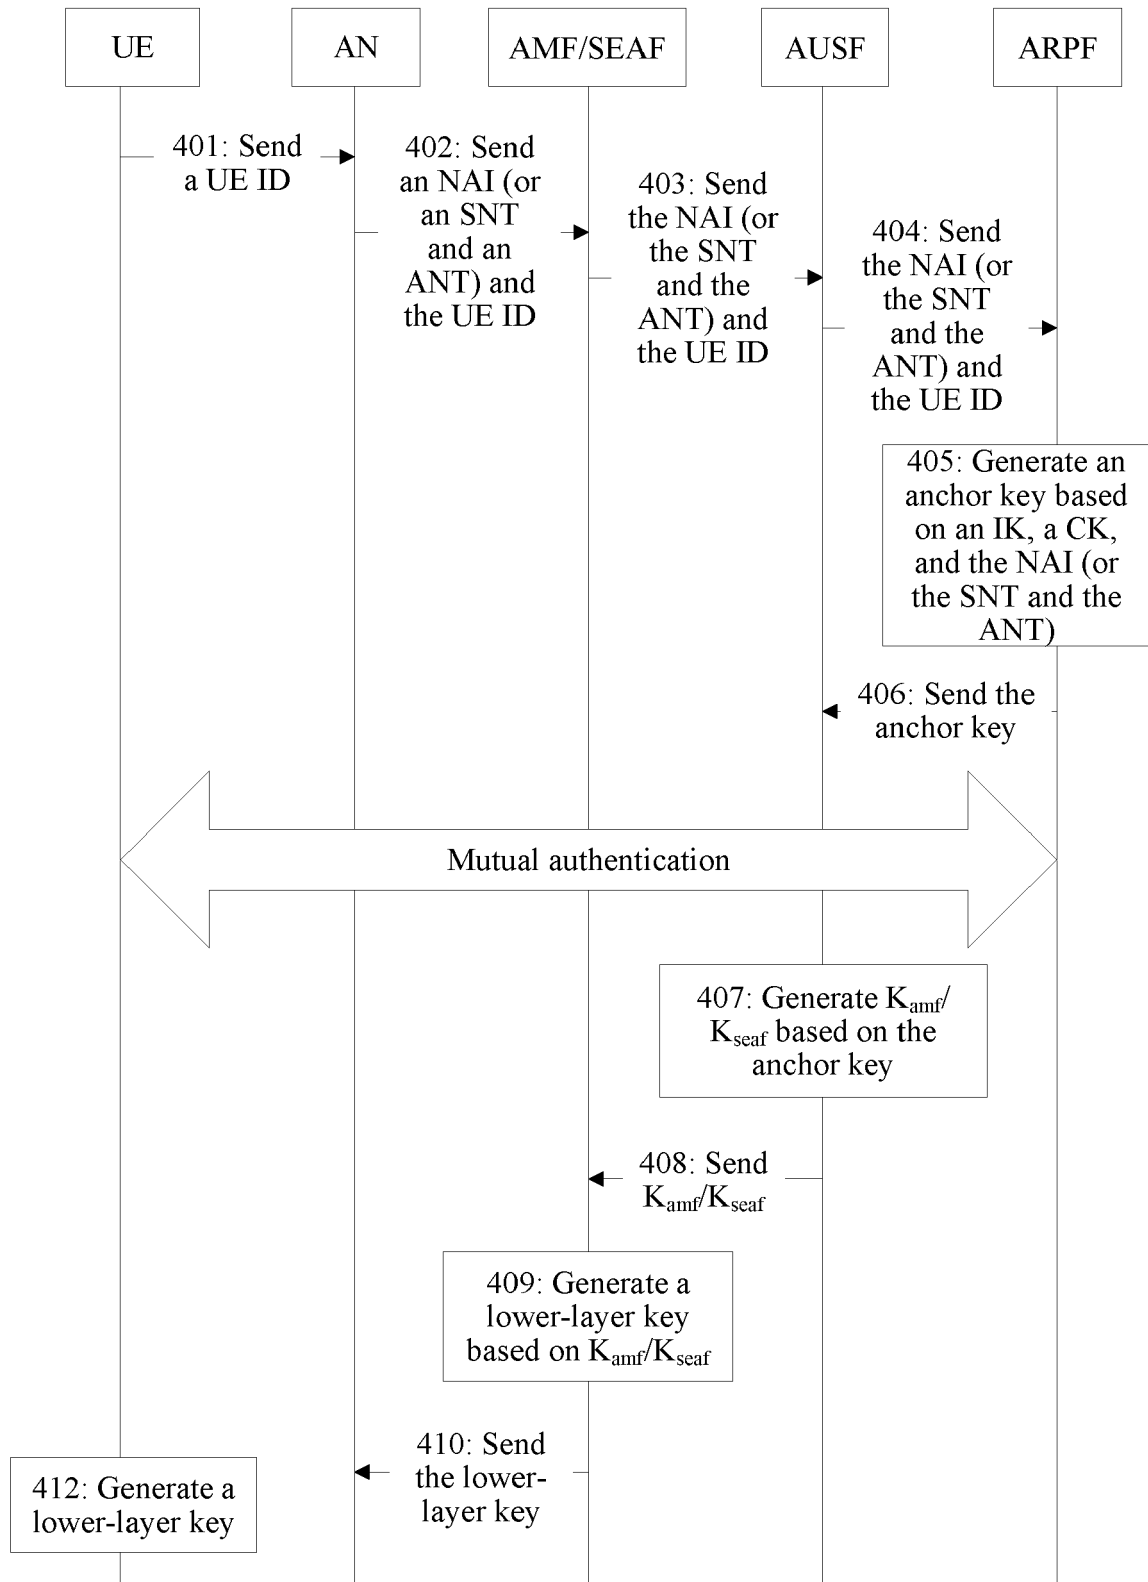 UE
AN
AMF/SEAF
AUSF
ARPF
401: Send
a UE ID
402: Send
an NAI (or
an SNT
and an
ANT) and
the UE ID
403: Send
the NAI (or
the SNT
and the
ANT) and
the UE ID
404: Send
the NAI (or
the SNT
and the
ANT) and
the UE ID
405: Generate an
anchor key based
on an IK, a CK,
and the NAI (or
the SNT and the
ANT)
406: Send the
anchor key
Mutual authentication
407: Generate Kamf/
Kseaf based on the
anchor key
408: Send
Kamf/Kseaf
409: Generate a
lower-layer key
based on Kamf/Kseaf
410: Send
the lower-
layer key
412: Generate a
lower-layer key